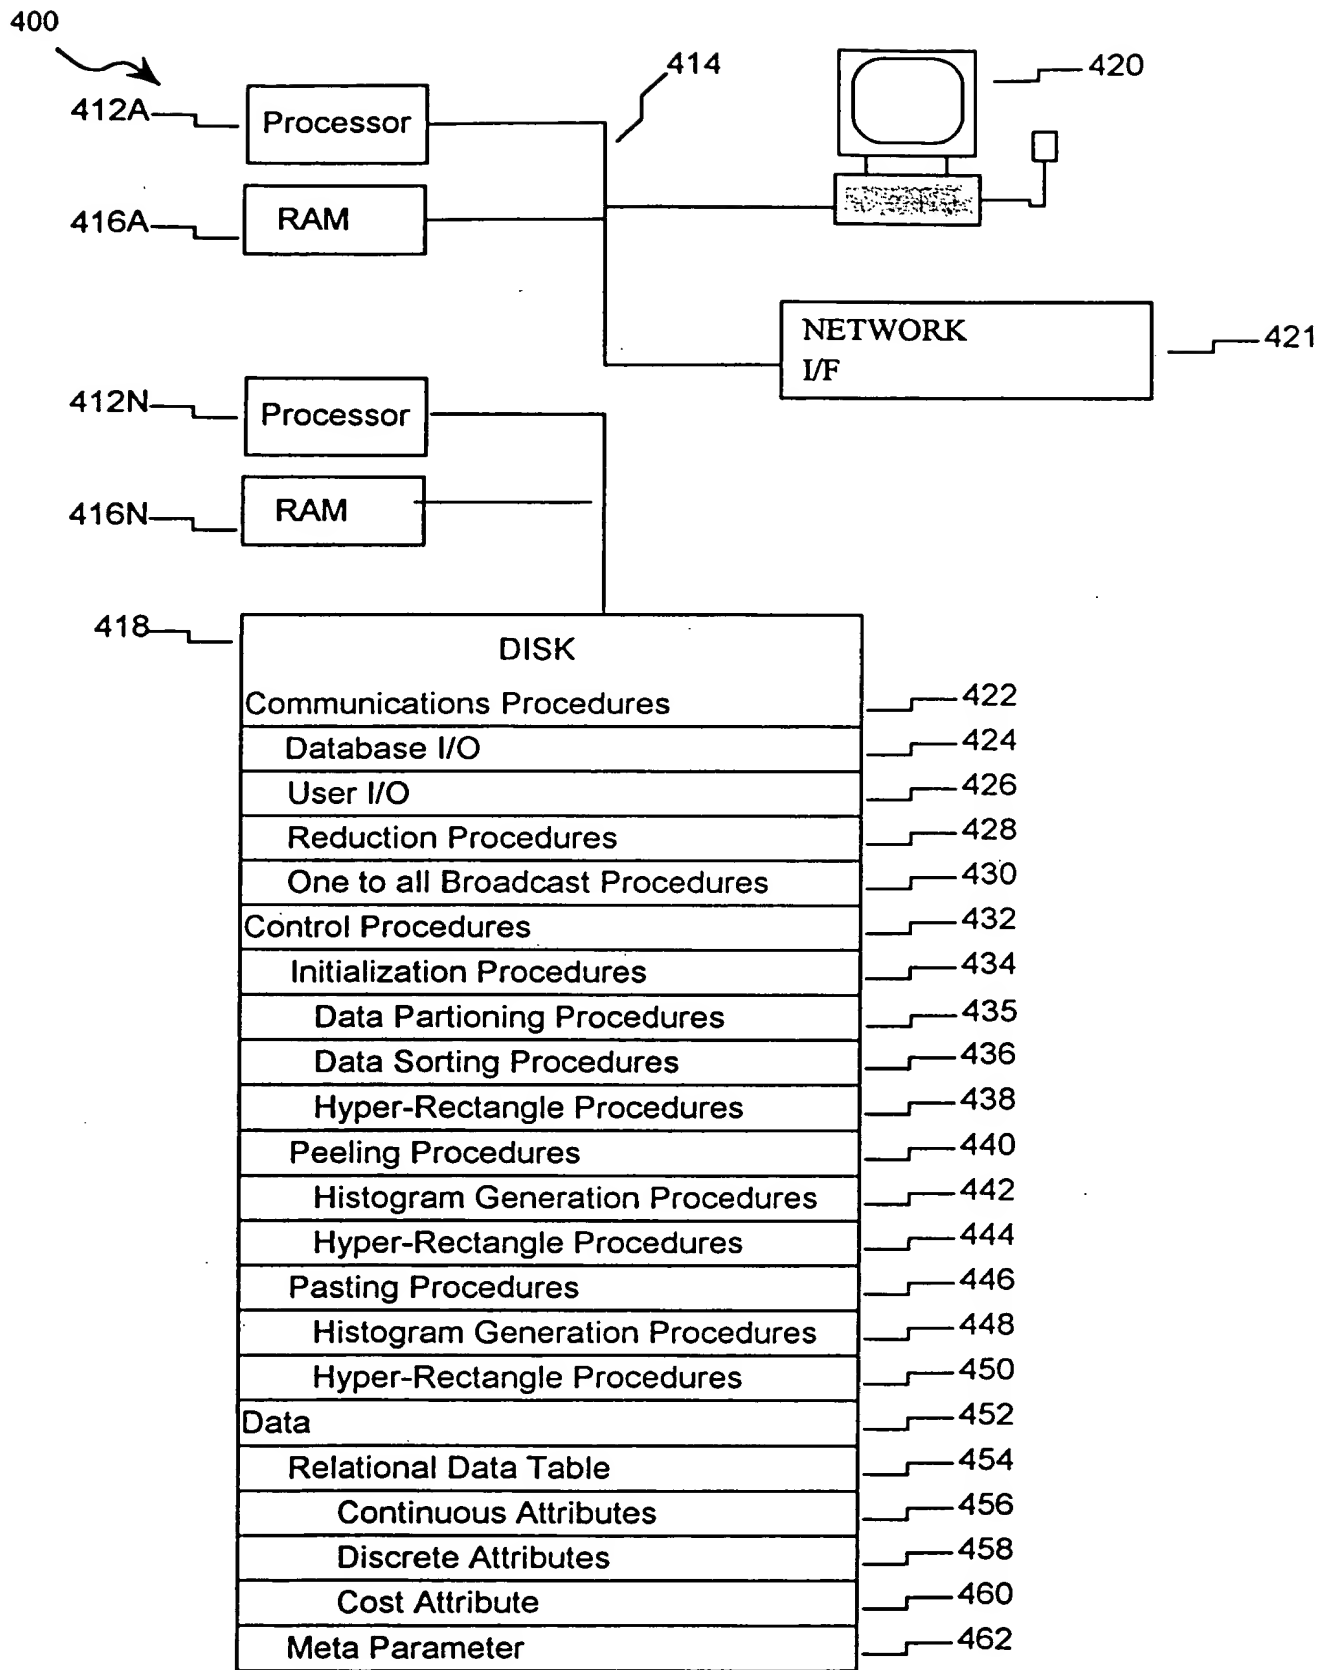 400
414
420
412A
Processor
416A
RAM
NETWORK
I/F
421
412N
Processor
416N
RAM
418
DISK
Communications Procedures 422
Database I/O 424
User I/O 426
Reduction Procedures 428
One to all Broadcast Procedures 430
Control Procedures 432
Initialization Procedures 434
Data Partioning Procedures 435
Data Sorting Procedures 436
Hyper-Rectangle Procedures 438
Peeling Procedures 440
Histogram Generation Procedures 442
Hyper-Rectangle Procedures 444
Pasting Procedures 446
Histogram Generation Procedures 448
Hyper-Rectangle Procedures 450
Data 452
Relational Data Table 454
Continuous Attributes 456
Discrete Attributes 458
Cost Attribute 460
Meta Parameter 462